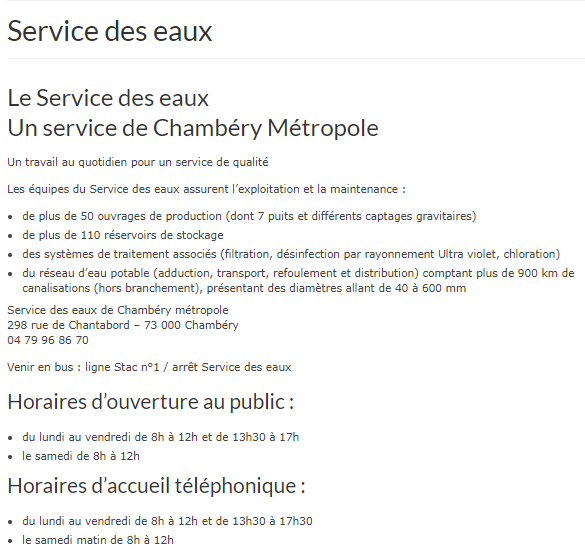 Service des eaux
Le Service des eaux
Un service de Chambéry Métropole
Un travail au quotidien pour un service de qualité
Les équipes du Service des eaux assurent l'exploitation et la maintenance :
• de plus de 50 ouvrages de production (dont 7 puits et différents captages gravitaires)
• de plus de 110 réservoirs de stockage
• des systèmes de traitement associés (filtration, désinfection par rayonnement Ultra violet, chloration)
• du réseau d'eau potable (adduction, transport, refoulement et distribution) comptant plus de 900 km de
canalisations (hors branchement), présentant des diamètres allant de 40 à 600 mm
Service des eaux de Chambéry métropole
298 rue de Chantabord – 73 000 Chambéry
04 79 96 86 70
Venir en bus : ligne Stac n°1 / arrêt Service des eaux
Horaires d'ouverture au public :
• du lundi au vendredi de 8h à 12h et de 13h30 à 17h
• le samedi de 8h à 12h
Horaires d'accueil téléphonique :
• du lundi au vendredi de 8h à 12h et de 13h30 à 17h30
• le samedi matin de 8h à 12h